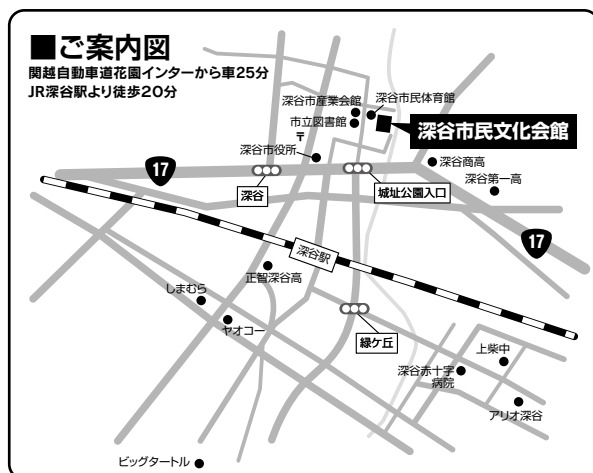 ■ご案内図
関越自動車道花園インターから車25分
JR深谷駅より徒歩20分
深谷市産業会館
深谷市民体育館
市立図書館
〒
深谷市民文化会館
深谷市役所
深谷商高
17
深谷
城址公園入口
深谷第一高
17
深谷駅
正智深谷高
しまむら
ヤオコー
緑ケ丘
上柴中
深谷赤十字
病院
アリオ深谷
ビッグタートル